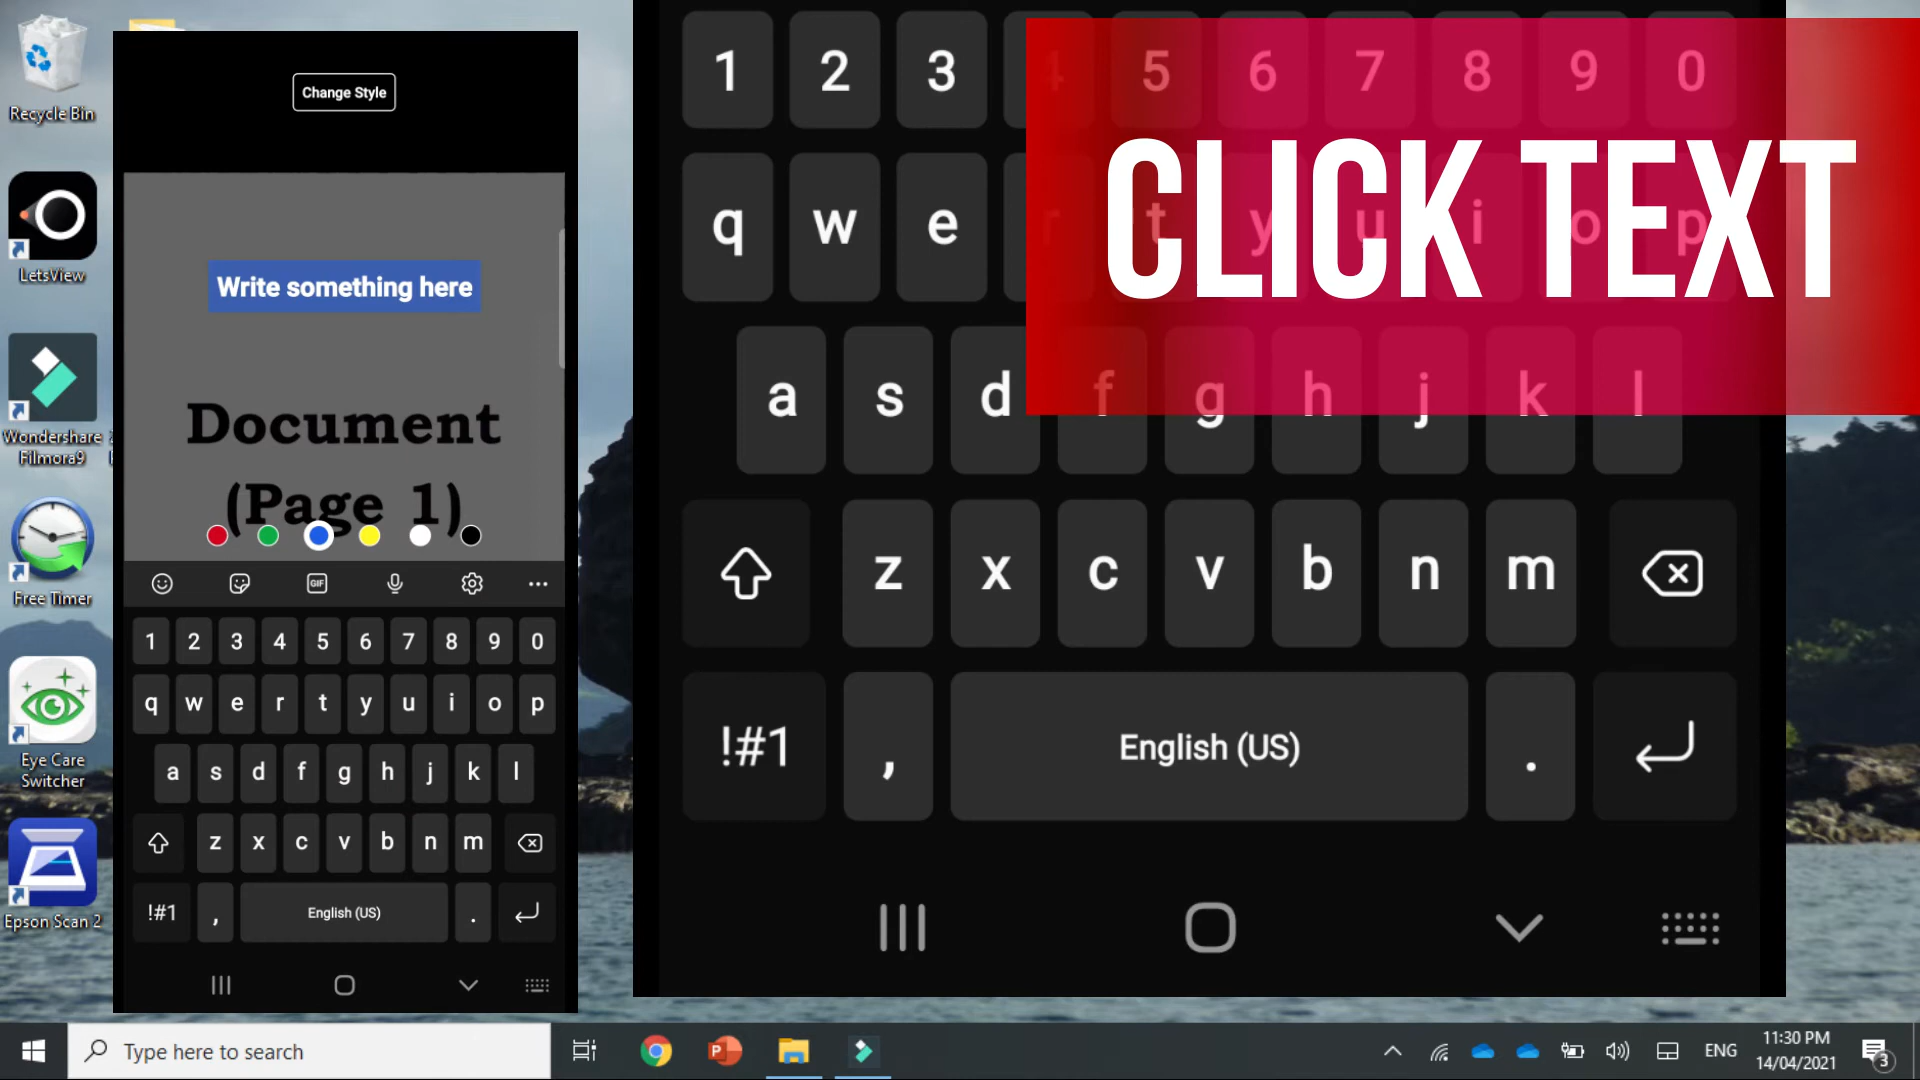 Recycle Bin
LetsView
Wondershare
Filmora9
Free Timer
Eye Care
Switcher
Epson Scan 2
Change Style
Write something here
Document
(Page 1)
GIF
1 2 3 4 5 6 7 8 9 0
q w e r t y u i o p
a s d f g h j k l
z x c v b n m
!#1 , English (US) .
1 2 3 4 5 6 7 8 9 0
q w e r t y u i o p
a s d f g h j k l
z x c v b n m
!#1 , English (US) .
CLICK TEXT
Type here to search
P
ENG
11:30 PM
14/04/2021
3